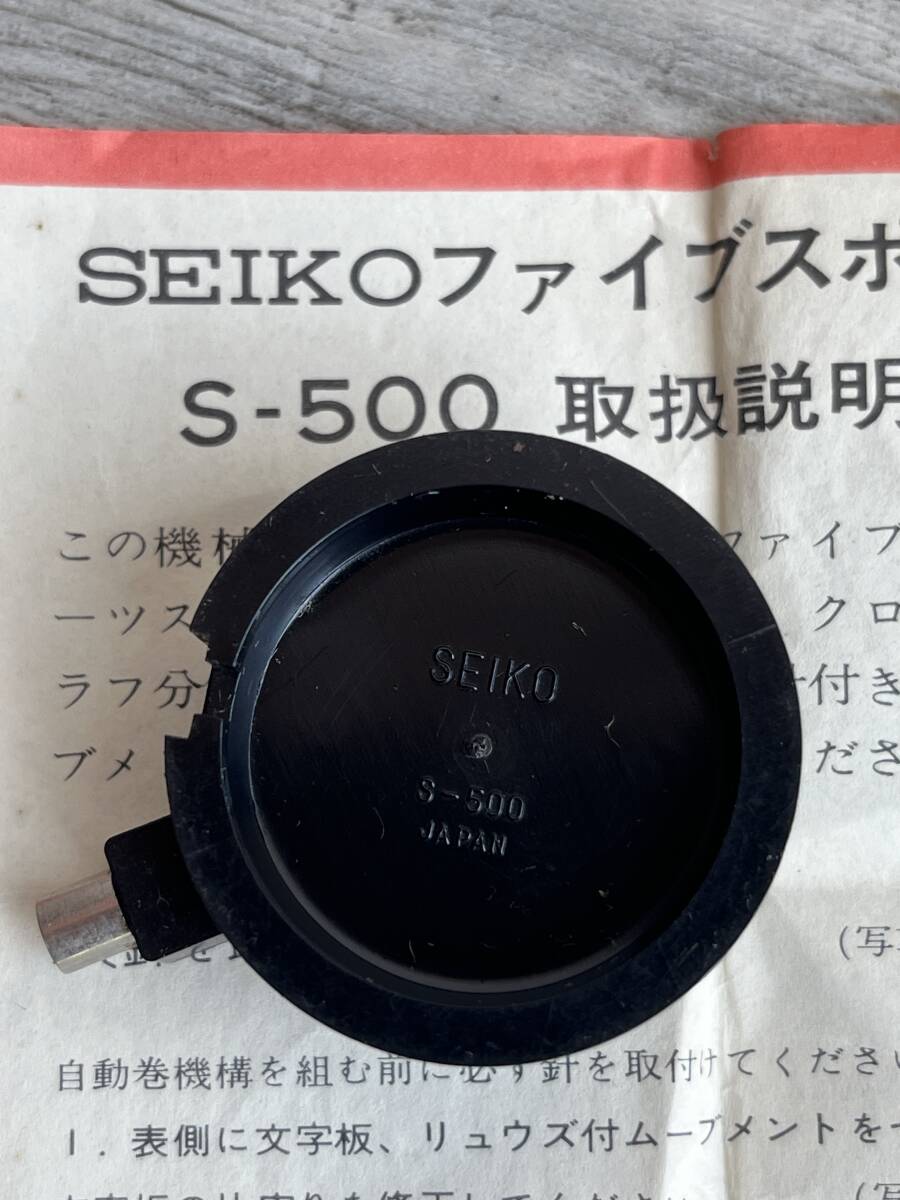 SEIKOファイブスポ
S-500 取扱説明
この機 ファイブ
ーツス クロ
ラフ分 付き
ブメ ださ
SEIKO
S-500
JAPAN
を
(写
自動巻機構を組む前に必ず針を取付けてください
1. 表側に文字板、リュウズ付ムーブメントをセ
(写